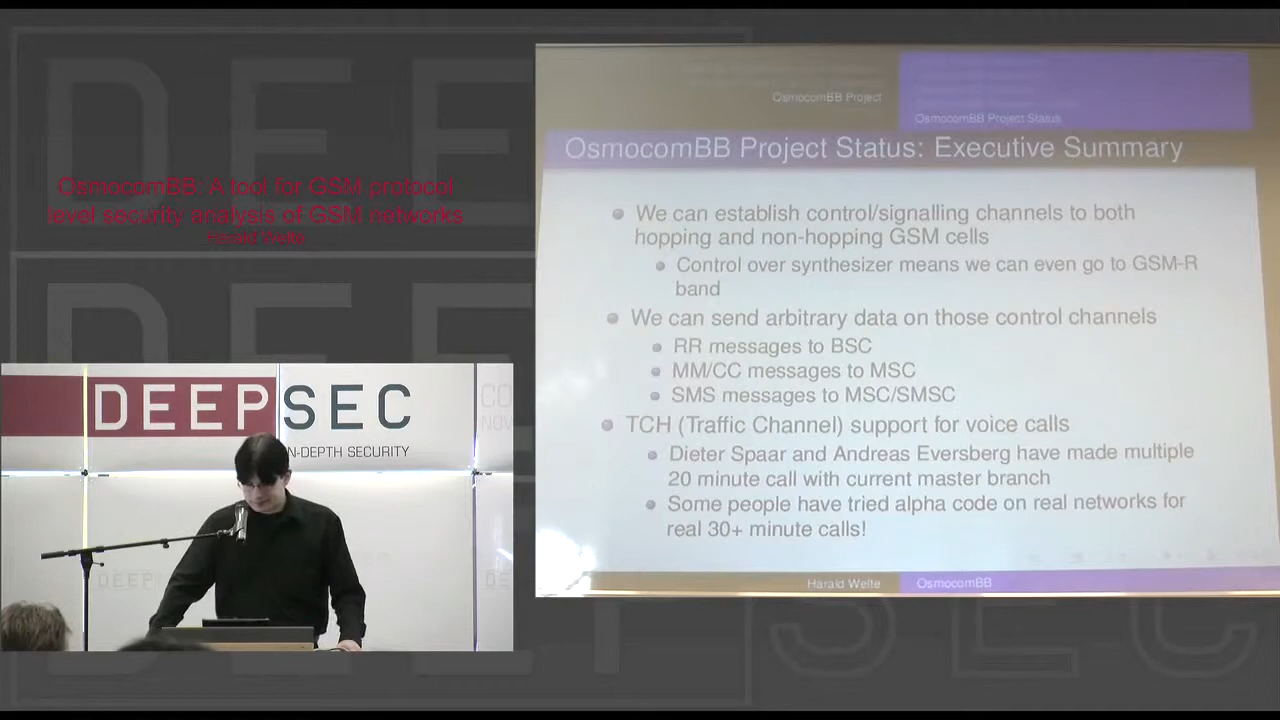 OsmocomBB: A tool for GSM protocol
level security analysis of GSM networks
Harald Welte
DEEPSEC
IN-DEPTH SECURITY
DEEP
OsmocomBB Project
OsmocomBB Project Status
OsmocomBB Project Status: Executive Summary
We can establish control/signalling channels to both
hopping and non-hopping GSM cells
Control over synthesizer means we can even go to GSM-R
band
We can send arbitrary data on those control channels
RR messages to BSC
MM/CC messages to MSC
SMS messages to MSC/SMSC
TCH (Traffic Channel) support for voice calls
Dieter Spaar and Andreas Eversberg have made multiple
20 minute call with current master branch
Some people have tried alpha code on real networks for
real 30+ minute calls!
Harald Welte
OsmocomBB